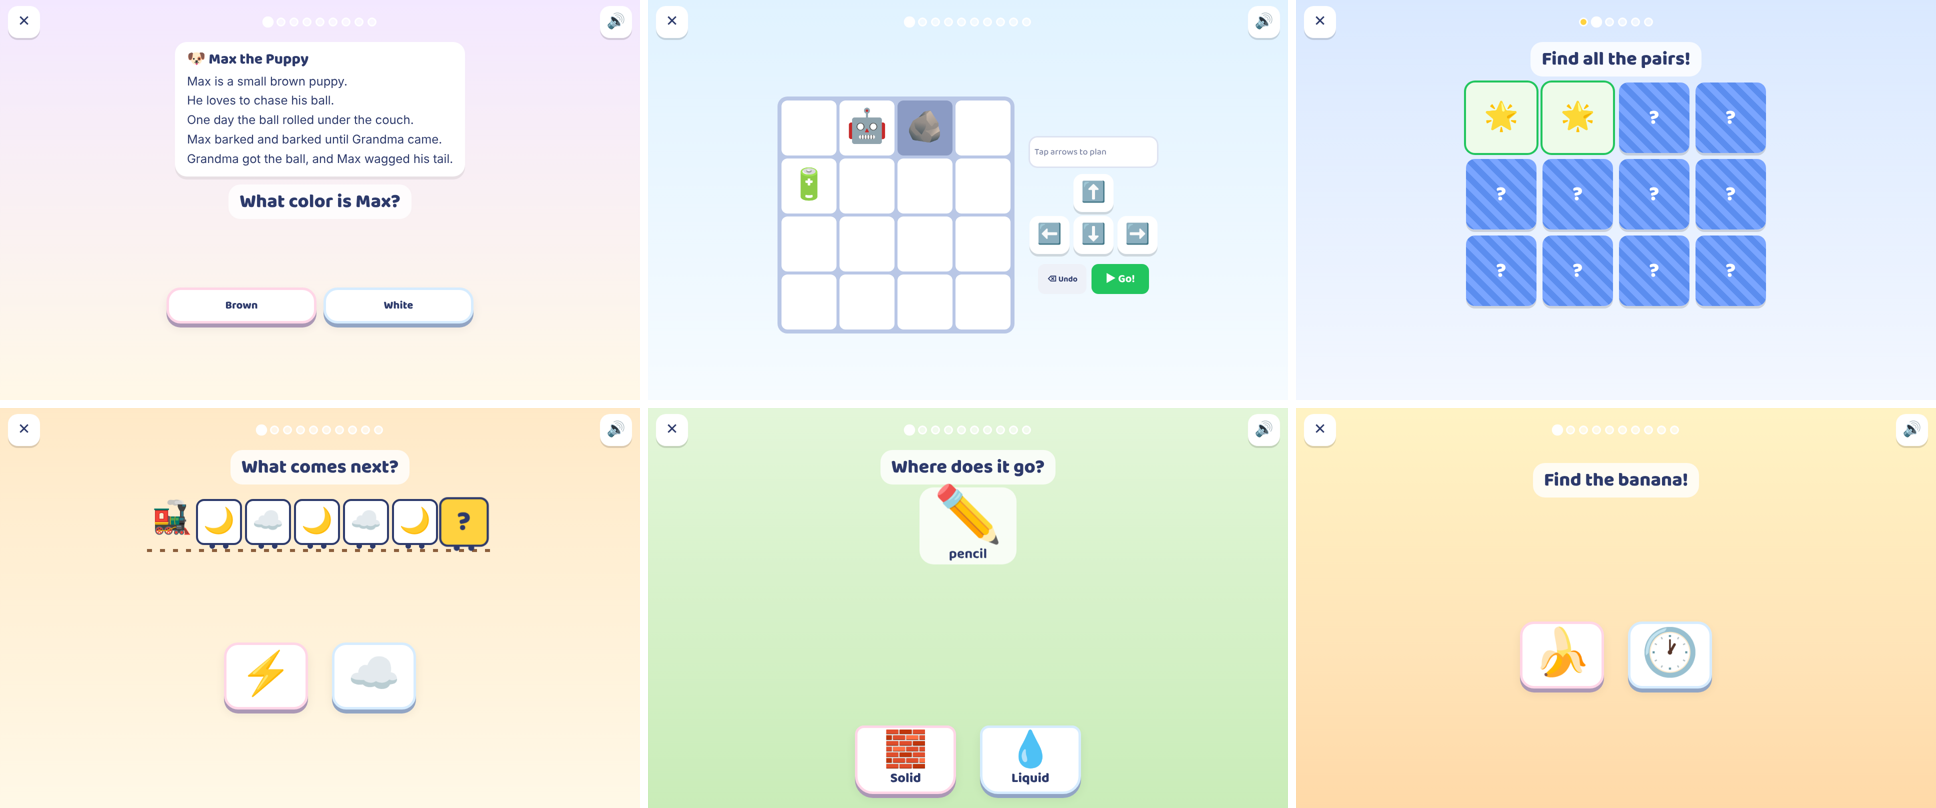 Max the Puppy
Max is a small brown puppy.
He loves to chase his ball.
One day the ball rolled under the couch.
Max barked and barked until Grandma came.
Grandma got the ball, and Max wagged his tail.
What color is Max?
Brown
White
Tap arrows to plan
Undo
Go!
Find all the pairs!
? ?
? ? ? ?
? ? ? ?
What comes next?
?
Where does it go?
pencil
Solid
Liquid
Find the banana!